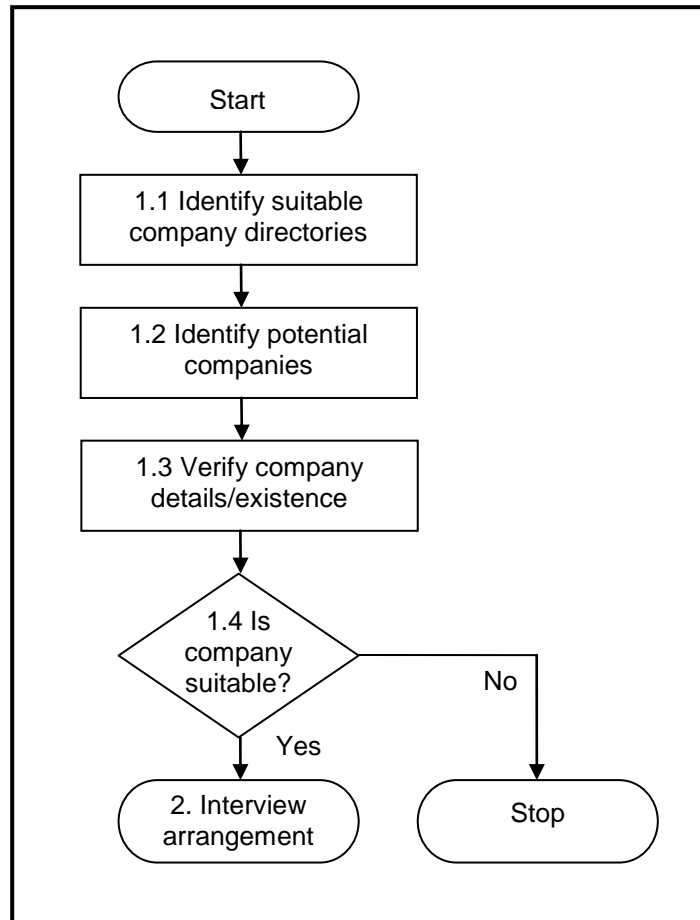 Start
1.1 Identify suitable
company directories
1.2 Identify potential
companies
1.3 Verify company
details/existence
1.4 Is
company
suitable?
No
Yes
2. Interview
arrangement
Stop